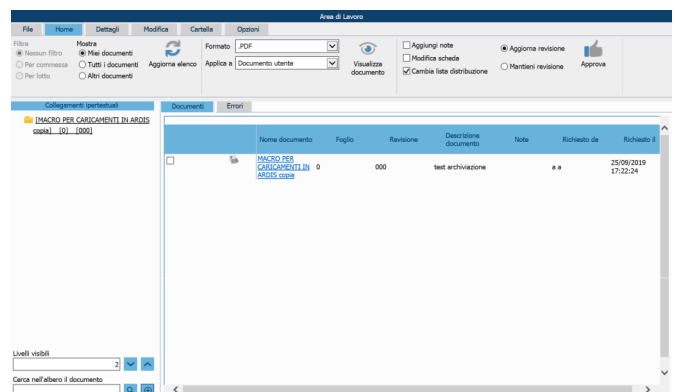 Area di Lavoro
File Home Dettagli Modifica Cartella Opzioni
Filtra
Nessun filtro
Per commessa
Per lotto
Mostra
Miei documenti
Tutti i documenti
Altri documenti
Aggiorna elenco
Formato .PDF
Applica a Documento utente
Visualizza
documento
Aggiungi note
Modifica scheda
Cambia lista distribuzione
Aggiorna revisione
Mantieni revisione
Approva
Collegamenti ipertestuali
[MACRO PER CARICAMENTI IN ARDIS
copia] [0] [000]
Documenti Errori
Nome documento Foglio Revisione Descrizione documento Note Richiesto da Richiesto il
MACRO PER
CARICAMENTI IN
ARDIS copia
0 000 test archiviazione a a
25/09/2019
17:22:24
Livelli visibili
2
Cerca nell'albero il documento